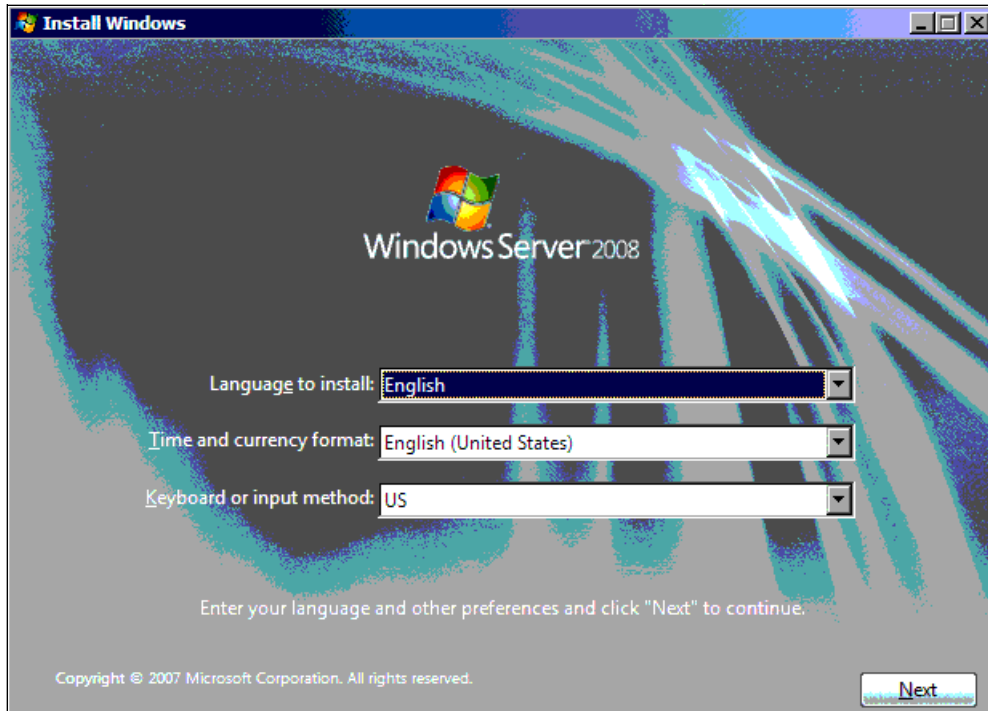 Install Windows
Windows Server 2008
Language to install: English
Time and currency format: English (United States)
Keyboard or input method: US
Enter your language and other preferences and click "Next" to continue.
Copyright © 2007 Microsoft Corporation. All rights reserved.
Next